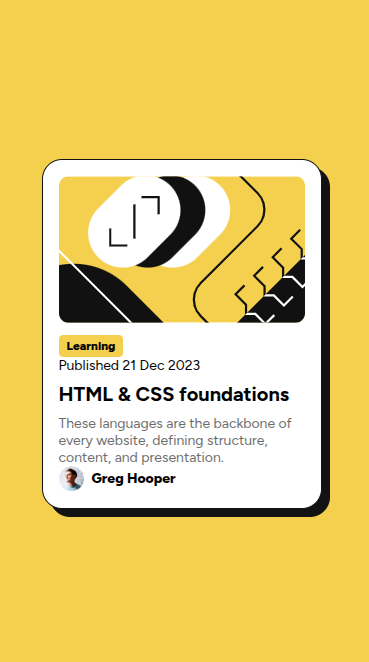 Learning
Published 21 Dec 2023
HTML & CSS foundations
These languages are the backbone of
every website, defining structure,
content, and presentation.
Greg Hooper